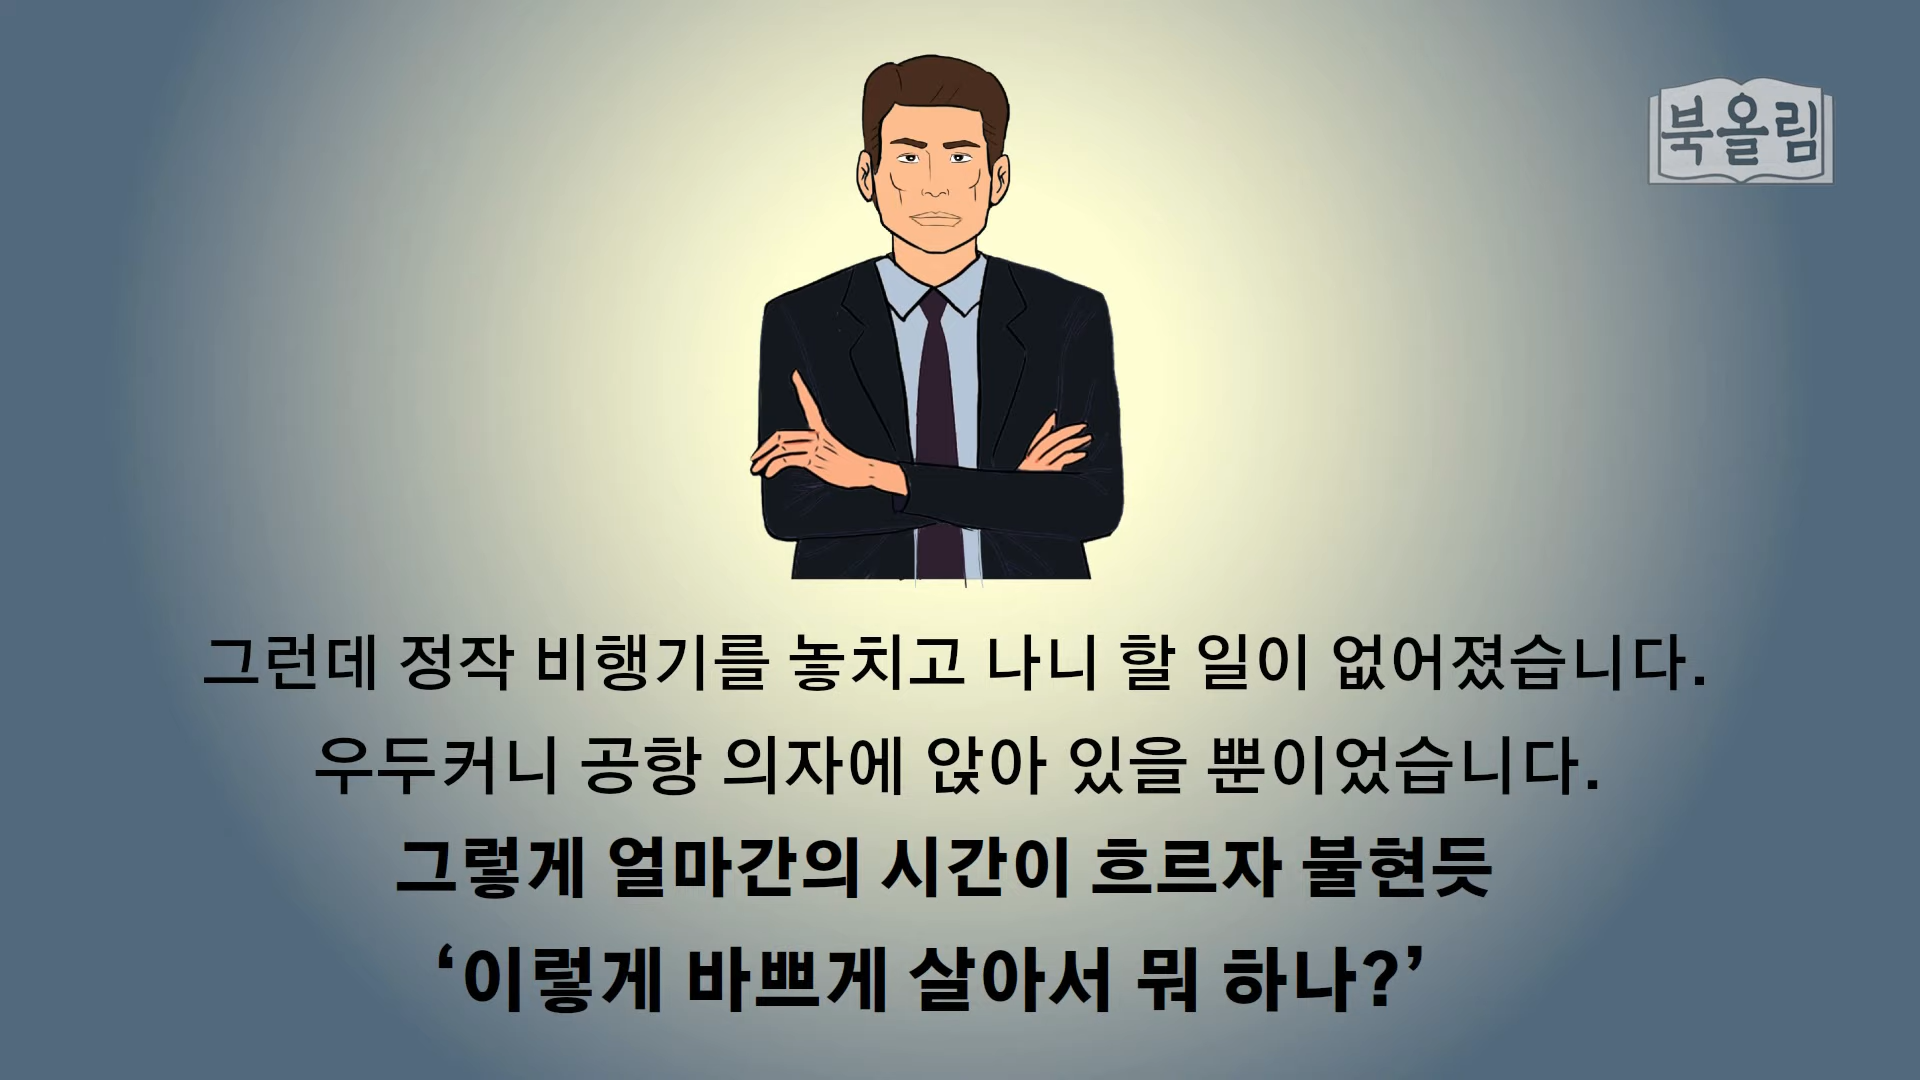 북올림
그런데 정작 비행기를 놓치고 나니 할 일이 없어졌습니다.
우두커니 공항 의자에 앉아 있을 뿐이었습니다.
그렇게 얼마간의 시간이 흐르자 불현듯
‘이렇게 바쁘게 살아서 뭐 하나?’